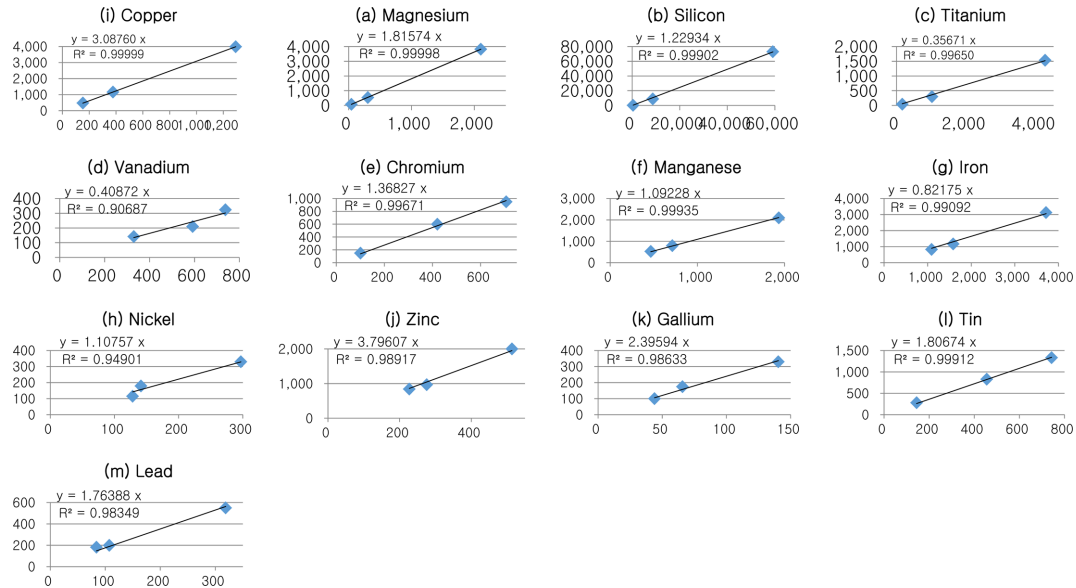 (i) Copper
y = 3.08760 x
R² = 0.99999
4,000
3,000
2,000
1,000
0
0 200 400 600 800 1,000 1,200
(a) Magnesium
y = 1.81574 x
R² = 0.99998
4,000
3,000
2,000
1,000
0
0 1,000 2,000
(b) Silicon
y = 1.22934 x
R² = 0.99902
80,000
60,000
40,000
20,000
0
0 20,000 40,000 60,000
(c) Titanium
y = 0.35671 x
R² = 0.99650
2,000
1,500
1,000
500
0
0 2,000 4,000
(d) Vanadium
y = 0.40872 x
R² = 0.90687
400
300
200
100
0
0 200 400 600 800
(e) Chromium
y = 1.36827 x
R² = 0.99671
1,000
800
600
400
200
0
0 200 400 600
(f) Manganese
y = 1.09228 x
R² = 0.99935
3,000
2,000
1,000
0
0 1,000 2,000
(g) Iron
y = 0.82175 x
R² = 0.99092
4,000
3,000
2,000
1,000
0
0 1,000 2,000 3,000 4,000
(h) Nickel
y = 1.10757 x
R² = 0.94901
400
300
200
100
0
0 100 200 300
(j) Zinc
y = 3.79607 x
R² = 0.98917
2,000
1,000
0
0 200 400
(k) Gallium
y = 2.39594 x
R² = 0.98633
400
300
200
100
0
0 50 100 150
(l) Tin
y = 1.80674 x
R² = 0.99912
1,500
1,000
500
0
0 200 400 600 800
(m) Lead
y = 1.76388 x
R² = 0.98349
600
400
200
0
0 100 200 300